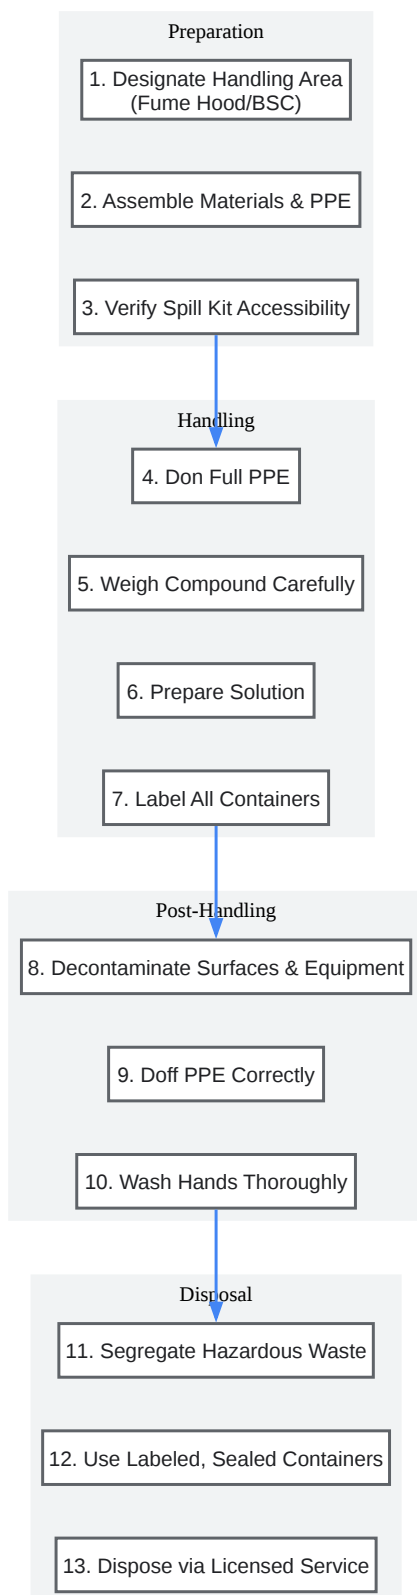 Preparation
1. Designate Handling Area
(Fume Hood/BSC)
2. Assemble Materials & PPE
3. Verify Spill Kit Accessibility
Handling
4. Don Full PPE
5. Weigh Compound Carefully
6. Prepare Solution
7. Label All Containers
Post-Handling
8. Decontaminate Surfaces & Equipment
9. Doff PPE Correctly
10. Wash Hands Thoroughly
Disposal
11. Segregate Hazardous Waste
12. Use Labeled, Sealed Containers
13. Dispose via Licensed Service